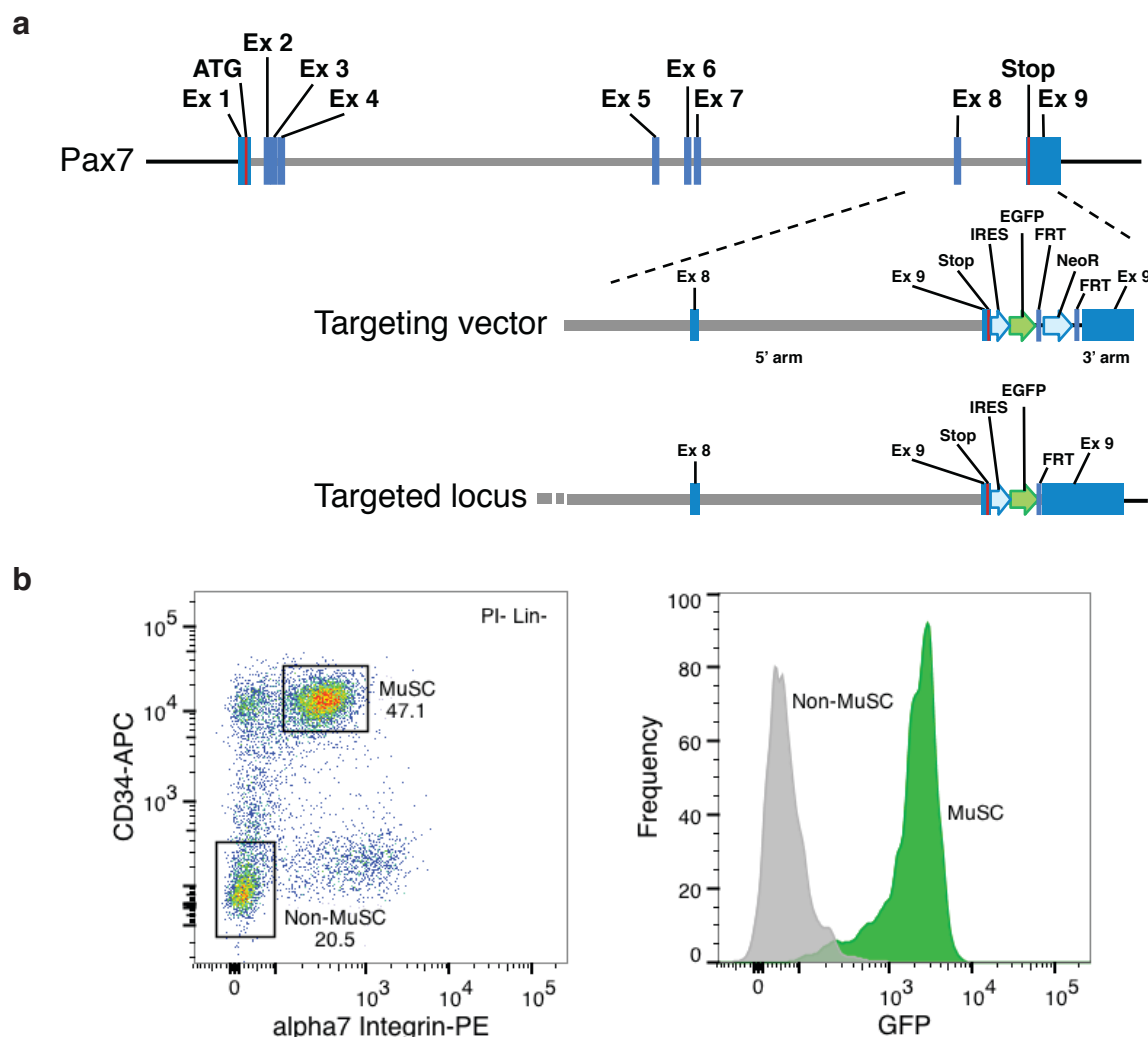 a
Ex 2
ATG
Ex 3
Ex 1
Ex 4
Ex 5
Ex 6
Ex 7
Ex 8
Stop
Ex 9
Pax7
EGFP
IRES
FRT
Stop
NeoR
Ex 8
Ex 9
FRT
Ex 9
Targeting vector
5' arm
3' arm
EGFP
IRES
Stop
Ex 8
Ex 9
FRT
Ex 9
Targeted locus
b
PI- Lin-
10^5
10^4
10^3
CD34-APC
MuSC
47.1
Non-MuSC
20.5
0
10^3
10^4
10^5
alpha7 Integrin-PE
100
80
60
40
20
0
Frequency
Non-MuSC
MuSC
0
10^3
10^4
10^5
GFP